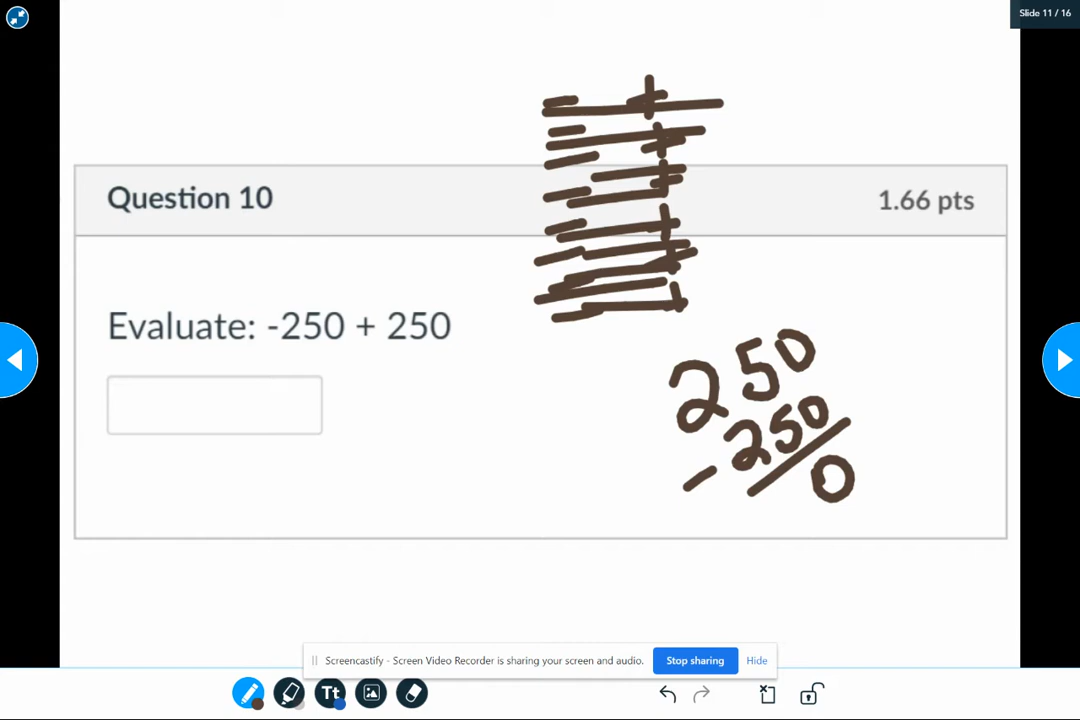 Slide 11 / 16
Question 10
1.66 pts
Evaluate: -250 + 250
250
- 250
0
Screencastify - Screen Video Recorder is sharing your screen and audio.
Stop sharing
Hide
Tt